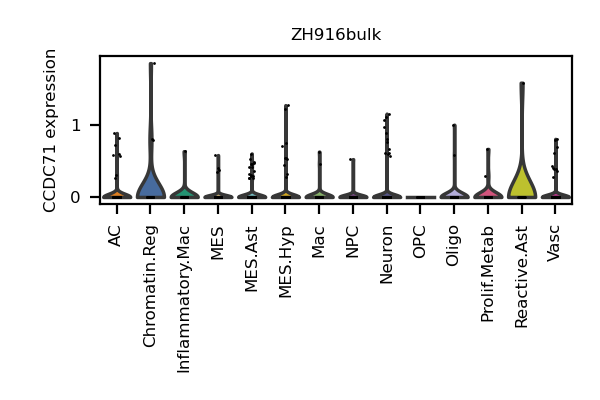 ZH916bulk
CCDC71 expression
1
0
AC
Chromatin.Reg
Inflammatory.Mac
MES
MES.Ast
MES.Hyp
Mac
NPC
Neuron
OPC
Oligo
Prolif.Metab
Reactive.Ast
Vasc